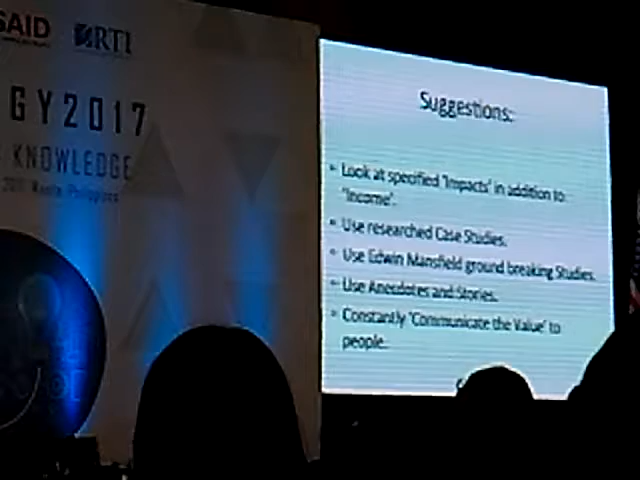 SAID
RTI
GY2017
KNOWLEDGE
Manila Philippines
Suggestions:
Look at specified 'Impacts' in addition to
'Income'.
Use researched Case Studies.
Use Edwin Mansfield ground breaking Studies.
Use Anecdotes and Stories.
Constantly 'Communicate the Value' to
people.